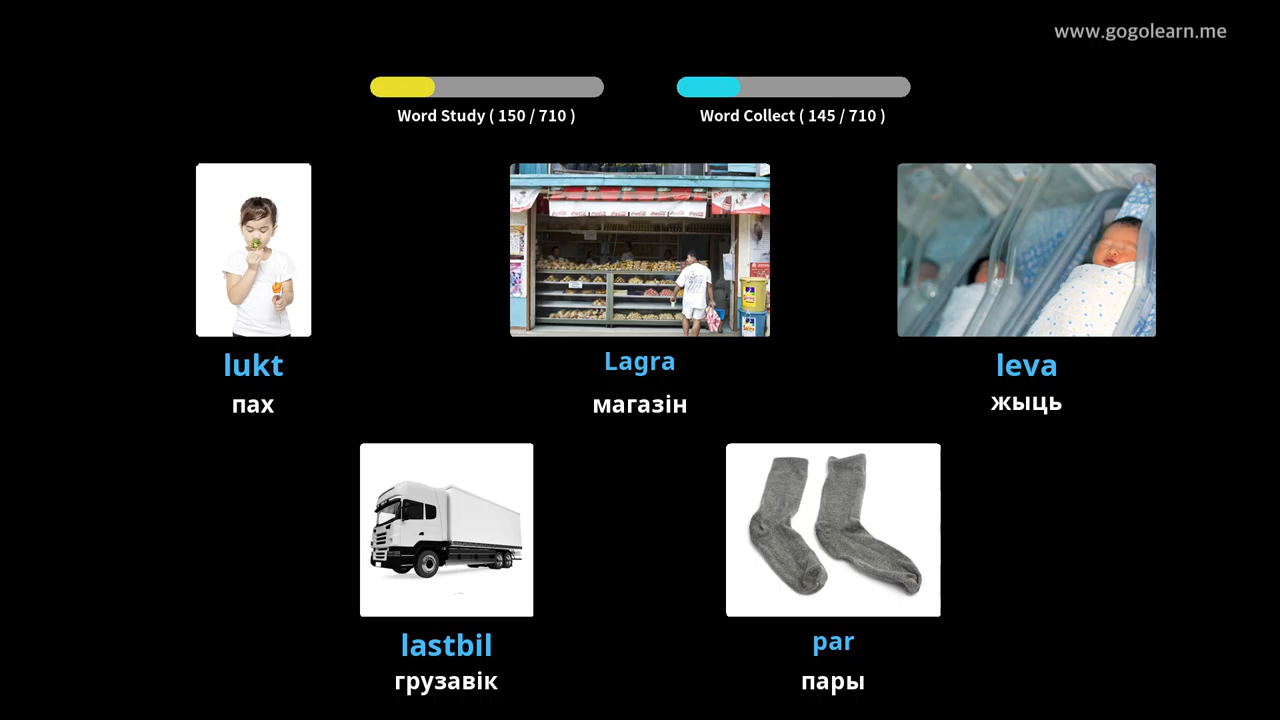 www.gogolearn.me
Word Study ( 150 / 710 )
Word Collect ( 145 / 710 )
lukt
пах
Lagra
магазін
leva
жыць
lastbil
грузавік
par
пары